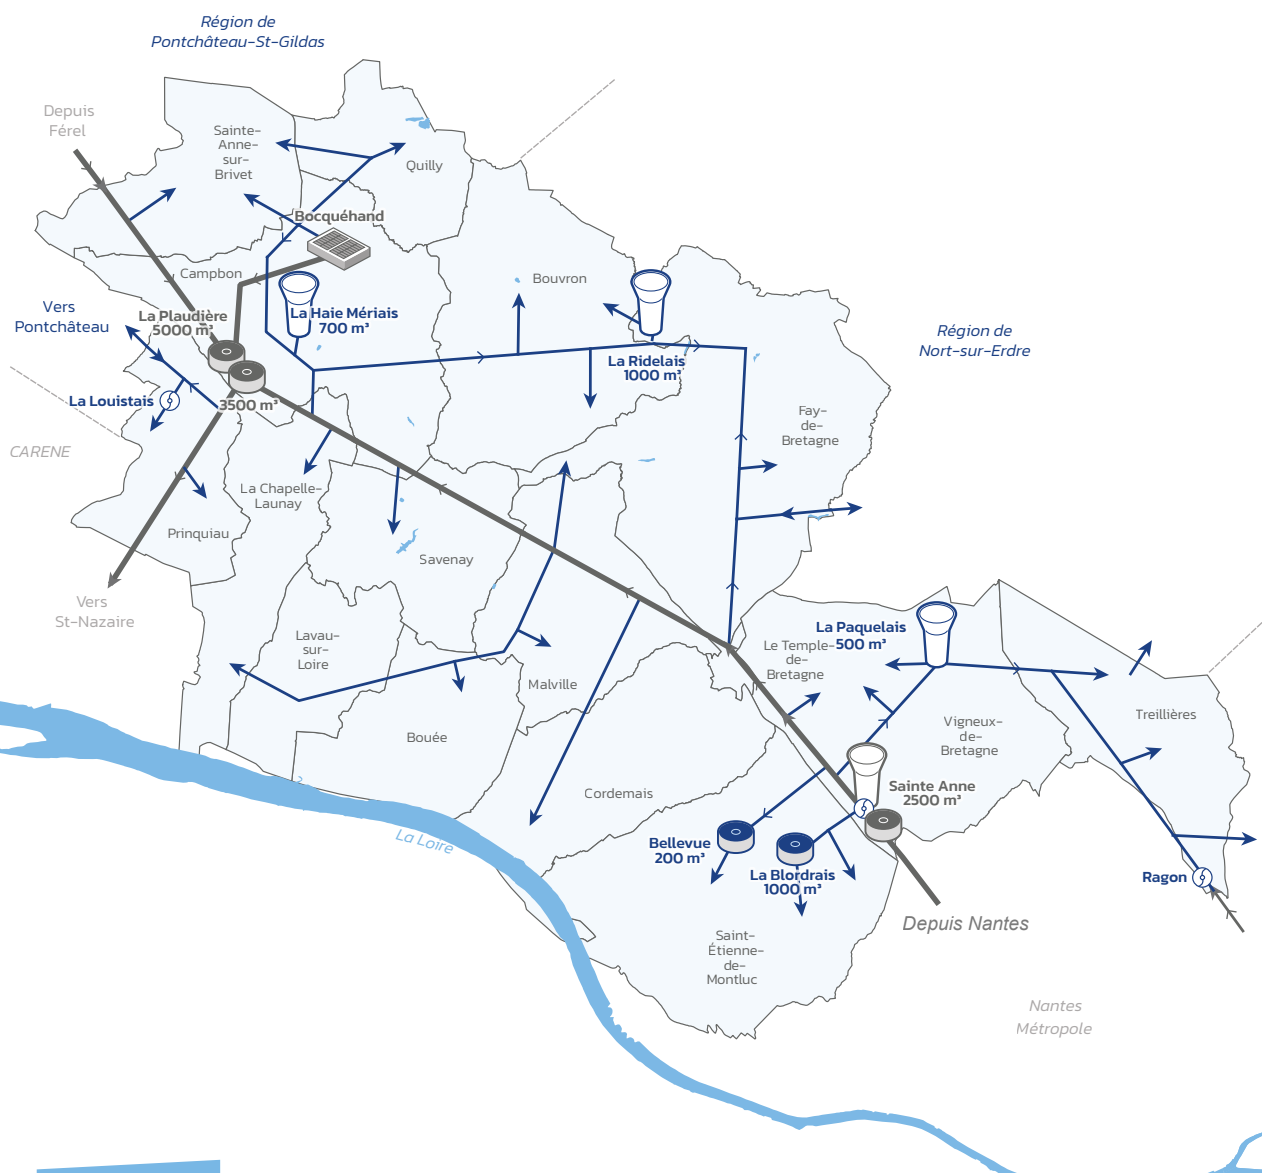 Région de
Pontchâteau-St-Gildas
Depuis
Férel
Sainte-
Anne-
sur-
Brivet
Quilly
Bocquéhand
Campbon
Bouvron
Vers
Pontchâteau
La Plaudière
5000 m³
La Haie Mériais
700 m³
Région de
Nort-sur-Erdre
La Ridelais
1000 m³
La Louistais
3500 m³
Fay-
de-
Bretagne
CARENE
La Chapelle-
Launay
Prinquiau
Savenay
Vers
St-Nazaire
Lavau-
sur-
Loire
La Paquelais
500 m³
Le Temple-
de-
Bretagne
Malville
Treillières
Vigneux-
de-
Bretagne
Bouée
Cordemais
Sainte Anne
2500 m³
La Loire
Bellevue
200 m³
La Blordrais
1000 m³
Ragon
Depuis Nantes
Saint-
Étienne-
de-
Montluc
Nantes
Métropole